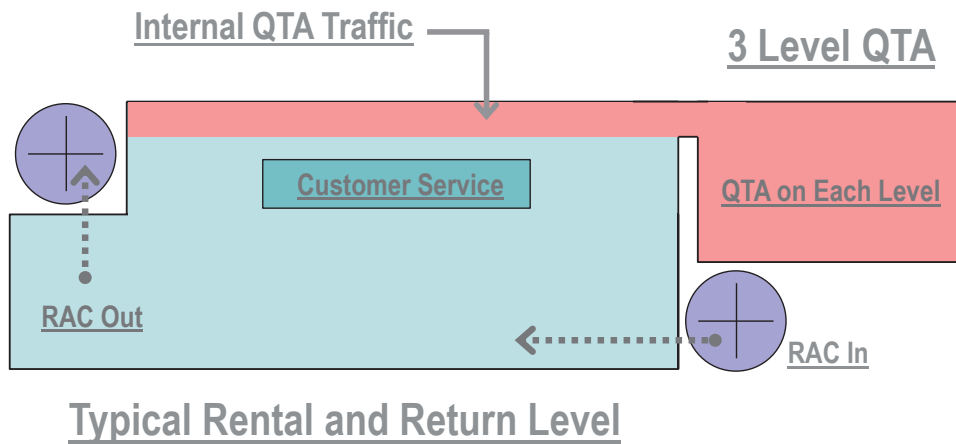 Internal QTA Traffic
3 Level QTA
Customer Service
QTA on Each Level
RAC Out
RAC In
Typical Rental and Return Level